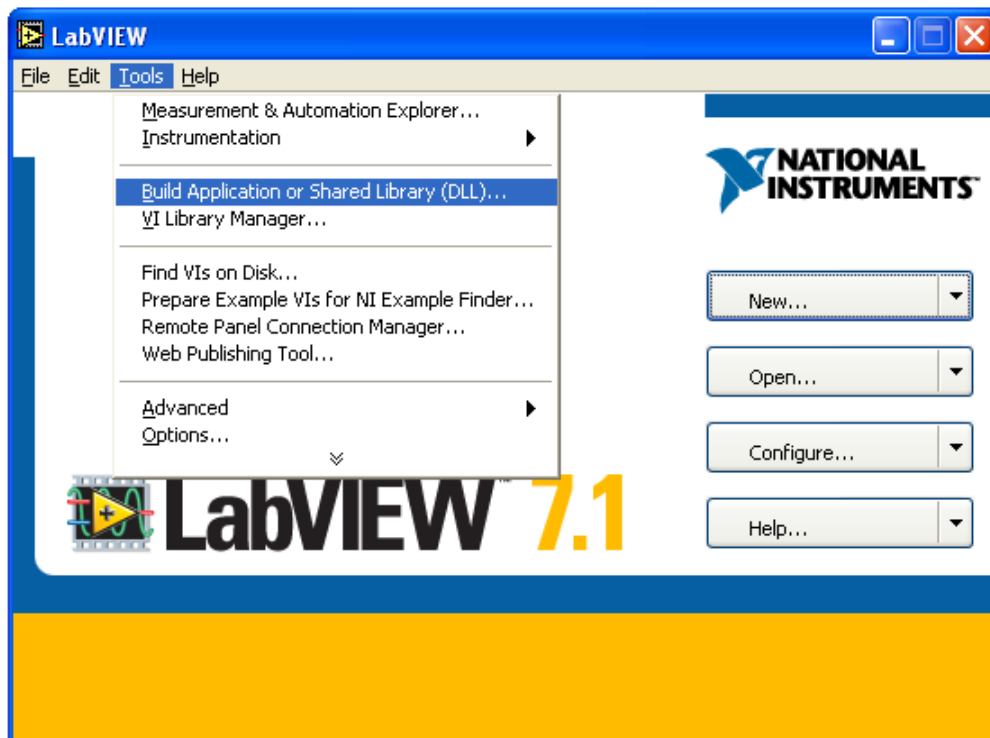 LabVIEW
File Edit Tools Help
Measurement & Automation Explorer...
Instrumentation
Build Application or Shared Library (DLL)...
VI Library Manager...
Find VIs on Disk...
Prepare Example VIs for NI Example Finder...
Remote Panel Connection Manager...
Web Publishing Tool...
Advanced
Options...
NATIONAL
INSTRUMENTS™
New...
Open...
Configure...
Help...
LabVIEW™ 7.1